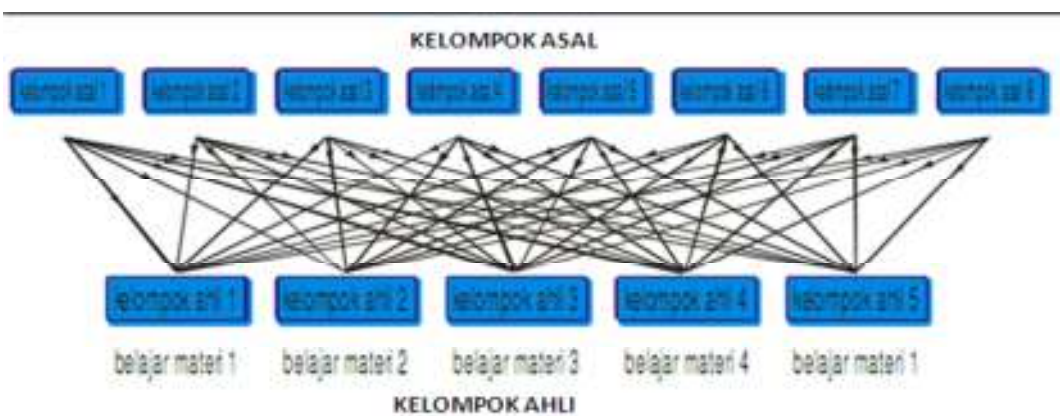 KELOMPOK ASAL
kelompok asal 1 kelompok asal 2 kelompok asal 3 kelompok asal 4 kelompok asal 5 kelompok asal 6 kelompok asal 7 kelompok asal 8
kelompok ahli 1 kelompok ahli 2 kelompok ahli 3 kelompok ahli 4 kelompok ahli 5
belajar materi 1 belajar materi 2 belajar materi 3 belajar materi 4 belajar materi 1
KELOMPOK AHLI